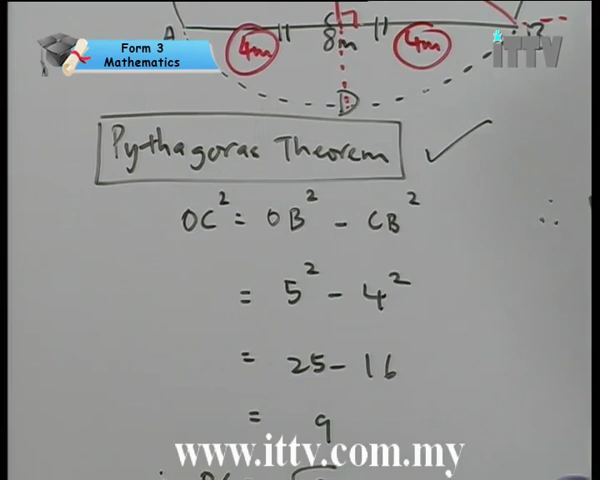 A C B
Form 3
Mathematics
4m 8m 4m
iTTV
D
Pythagoras Theorem ✓
OC² = OB² - CB²
∴
= 5² - 4²
= 25 - 16
= 9
www.ittv.com.my